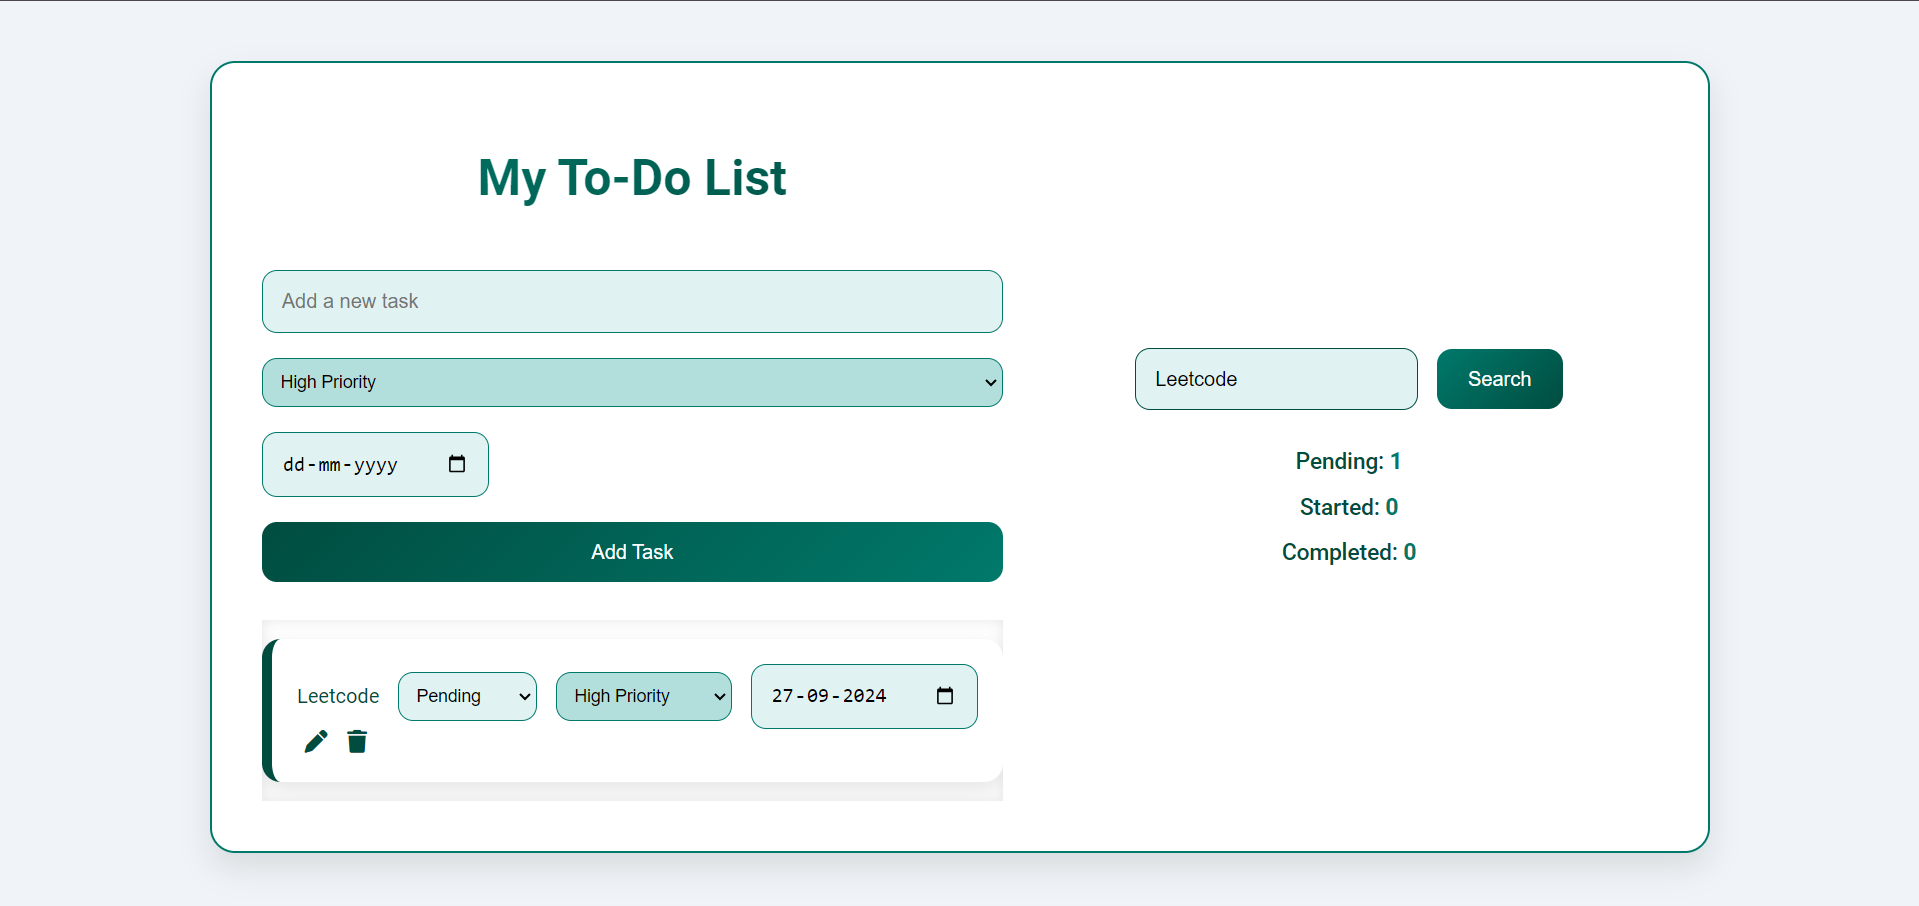 My To-Do List
Add a new task
High Priority
dd-mm-yyyy
Add Task
Leetcode
Pending
High Priority
27-09-2024
Leetcode
Search
Pending: 1
Started: 0
Completed: 0